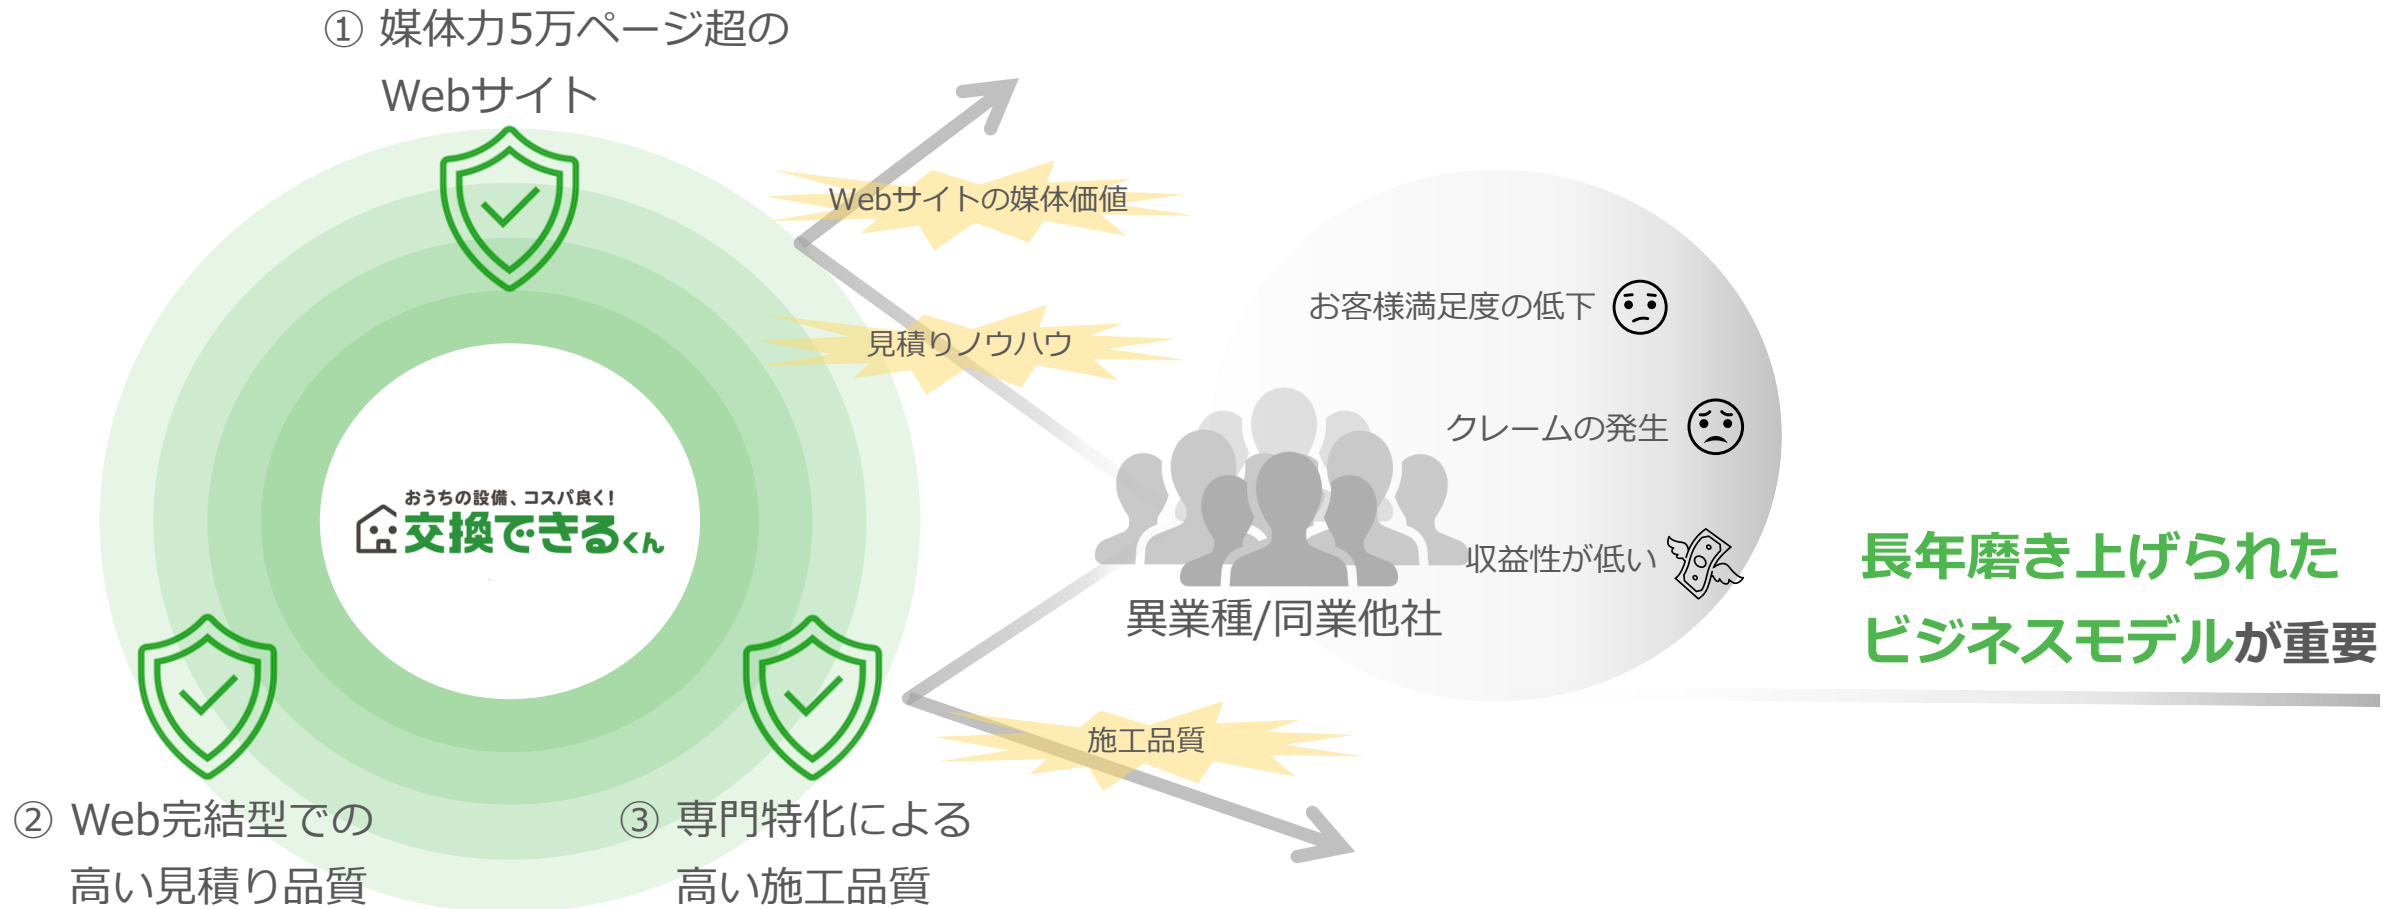 ① 媒体力5万ページ超の
Webサイト
Webサイトの媒体価値
見積りノウハウ
お客様満足度の低下
クレームの発生
収益性が低い
おうちの設備、コスパ良く!
交換できるくん
異業種/同業他社
長年磨き上げられた
ビジネスモデルが重要
施工品質
② Web完結型での
高い見積り品質
③ 専門特化による
高い施工品質